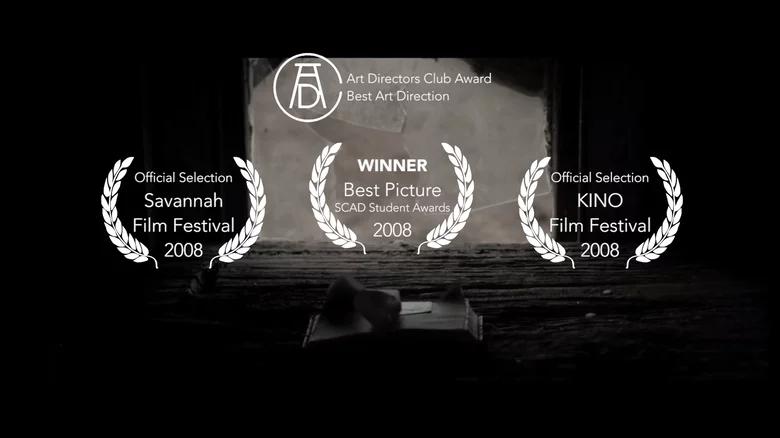 Art Directors Club Award
Best Art Direction
Official Selection
Savannah
Film Festival
2008
WINNER
Best Picture
SCAD Student Awards
2008
Official Selection
KINO
Film Festival
2008